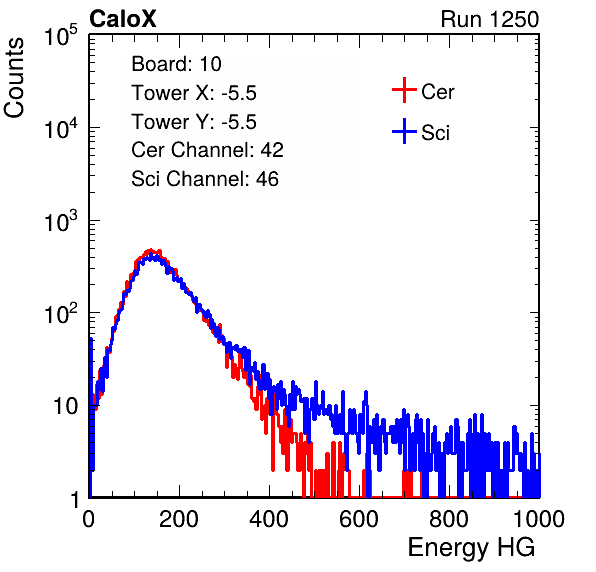 CaloX Run 1250
Counts
Board: 10
Tower X: -5.5
Tower Y: -5.5
Cer Channel: 42
Sci Channel: 46
Cer
Sci
10^5
10^4
10^3
10^2
10
1
0 200 400 600 800 1000
Energy HG